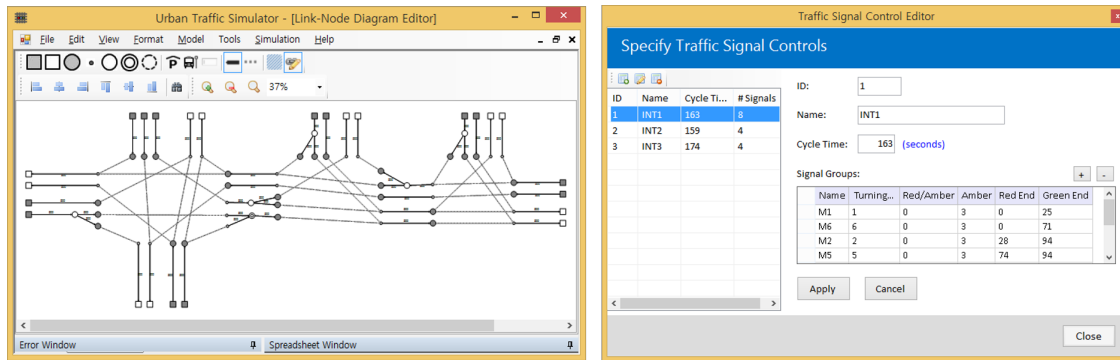 Urban Traffic Simulator - [Link-Node Diagram Editor]
File Edit View Format Model Tools Simulation Help
37%
Error Window
Spreadsheet Window
Traffic Signal Control Editor
Specify Traffic Signal Controls
ID Name Cycle Ti... # Signals
1 INT1 163 8
2 INT2 159 4
3 INT3 174 4
ID: 1
Name: INT1
Cycle Time: 163 (seconds)
Signal Groups: + -
Name Turning... Red/Amber Amber Red End Green End
M1 1 0 3 0 25
M6 6 0 3 0 71
M2 2 0 3 28 94
M5 5 0 3 74 94
Apply Cancel
Close